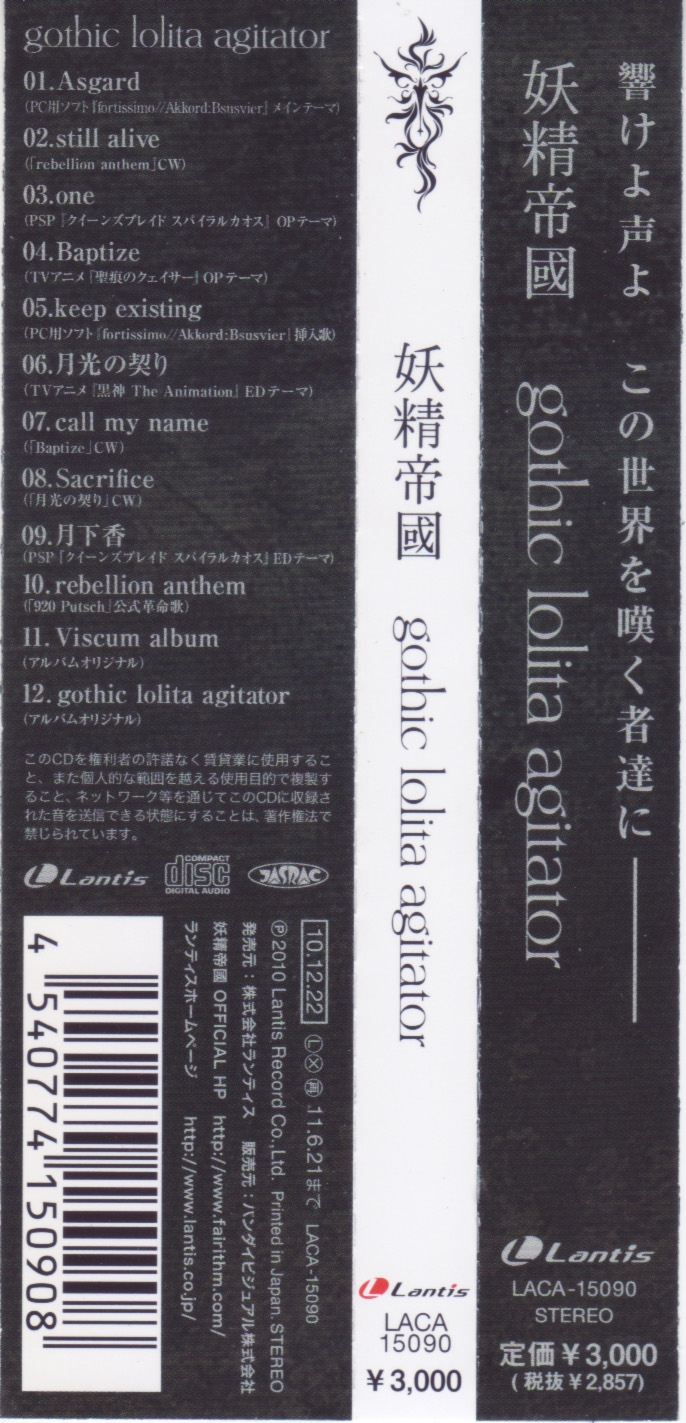 gothic lolita agitator
01.Asgard
(PC用ソフト『fortissimo//Akkord:Bsusvier』メインテーマ)
02.still alive
(「rebellion anthem」CW)
03.one
(PSP『クイーンズブレイド スパイラルカオス』 OPテーマ)
04.Baptize
(TVアニメ『聖痕のクェイサー』OPテーマ)
05.keep existing
(PC用ソフト『fortissimo//Akkord:Bsusvier』挿入歌)
06.月光の契り
(TVアニメ『黒神 The Animation』EDテーマ)
07.call my name
(「Baptize」CW)
08.Sacrifice
(「月光の契り」CW)
09.月下香
(PSP『クイーンズブレイド スパイラルカオス』EDテーマ)
10.rebellion anthem
(「920 Putsch」公式革命歌)
11.Viscum album
(アルバムオリジナル)
12.gothic lolita agitator
(アルバムオリジナル)
このCDを権利者の許諾なく賃貸業に使用するこ
と、また個人的な範囲を越える使用目的で複製す
ること、ネットワーク等を通じてこのCDに収録さ
れた音を送信できる状態にすることは、著作権法で
禁じられています。
Lantis
COMPACT
disc
DIGITAL AUDIO
JASRAC
10.12.22 Ⓛ Ⓧ 画 11.6.21まで LACA-15090
Ⓟ2010 Lantis Record Co.,Ltd. Printed in Japan. STEREO
発売元：株式会社ランティス 販売元：バンダイビジュアル株式会社
妖精帝國 OFFICIAL HP http://www.fairithm.com/
ランティスホームページ http://www.lantis.co.jp/
4 540774 150908
妖精帝國 gothic lolita agitator
Lantis
LACA
15090
¥3,000
響けよ声よ この世界を嘆く者達に――
妖精帝國 gothic lolita agitator
Lantis
LACA-15090
STEREO
定価¥3,000
(税抜¥2,857)